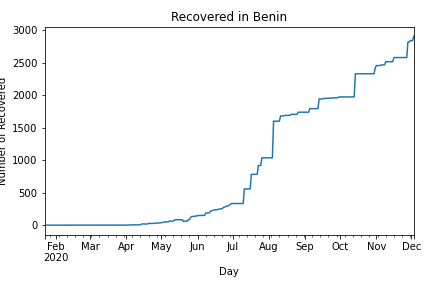 Recovered in Benin
Number of Recovered
3000
2500
2000
1500
1000
500
0
Feb Mar Apr May Jun Jul Aug Sep Oct Nov Dec
2020
Day